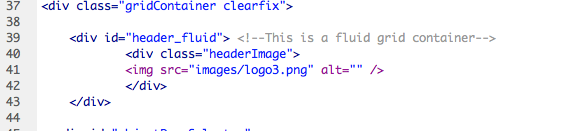 37 <div class="gridContainer clearfix">
38
39 <div id="header_fluid"> <!--This is a fluid grid container-->
40 <div class="headerImage">
41 <img src="images/logo3.png" alt="" />
42 </div>
43 </div>
44